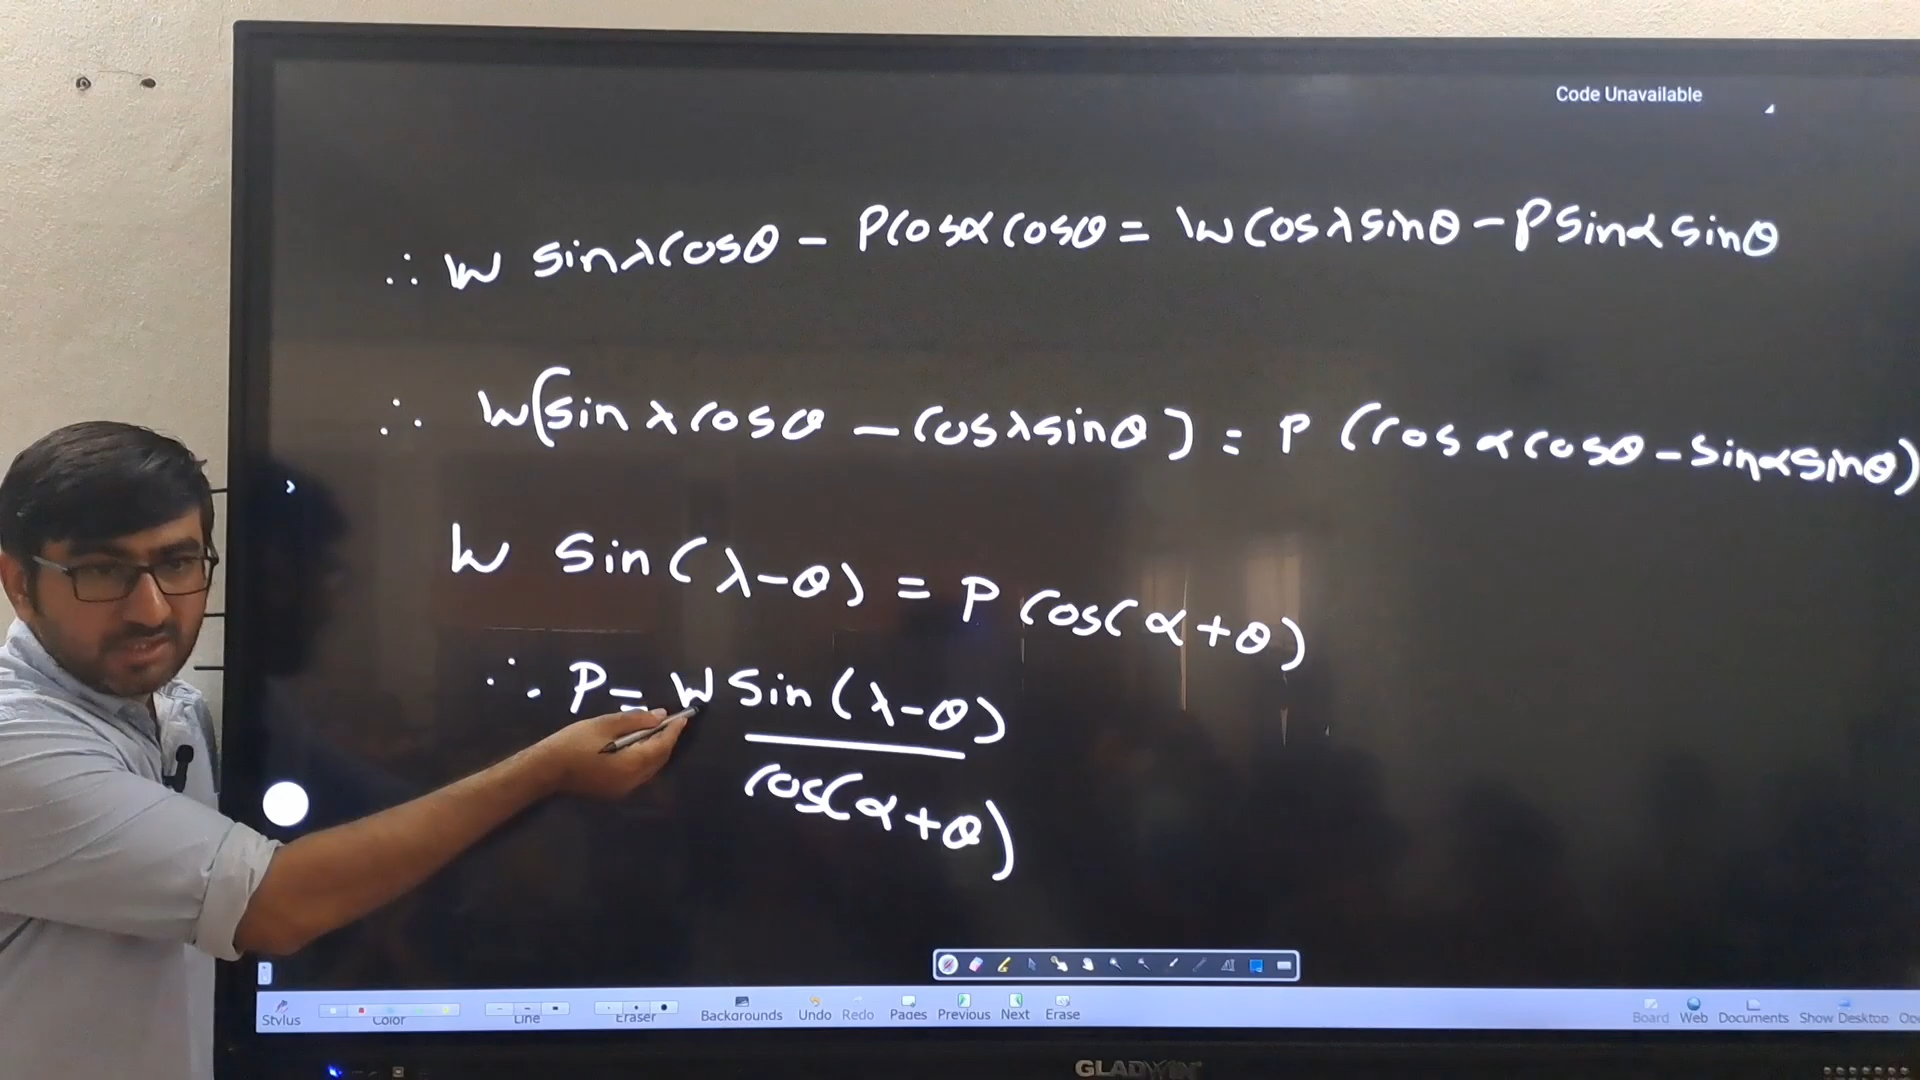 Code Unavailable
∴ W sinλcosθ - Pcosαcosθ = W cosλsinθ - Psinα sinθ
∴ W(sinλcosθ - cosλsinθ) = P (cosαcosθ - sinαsinθ)
W sin(λ-θ) = P cos(α+θ)
∴ P = W sin(λ-θ)
cos(α+θ)
Stylus Color Line Eraser Backgrounds Undo Redo Pages Previous Next Erase Board Web Documents Show Desktop
GLADWIN